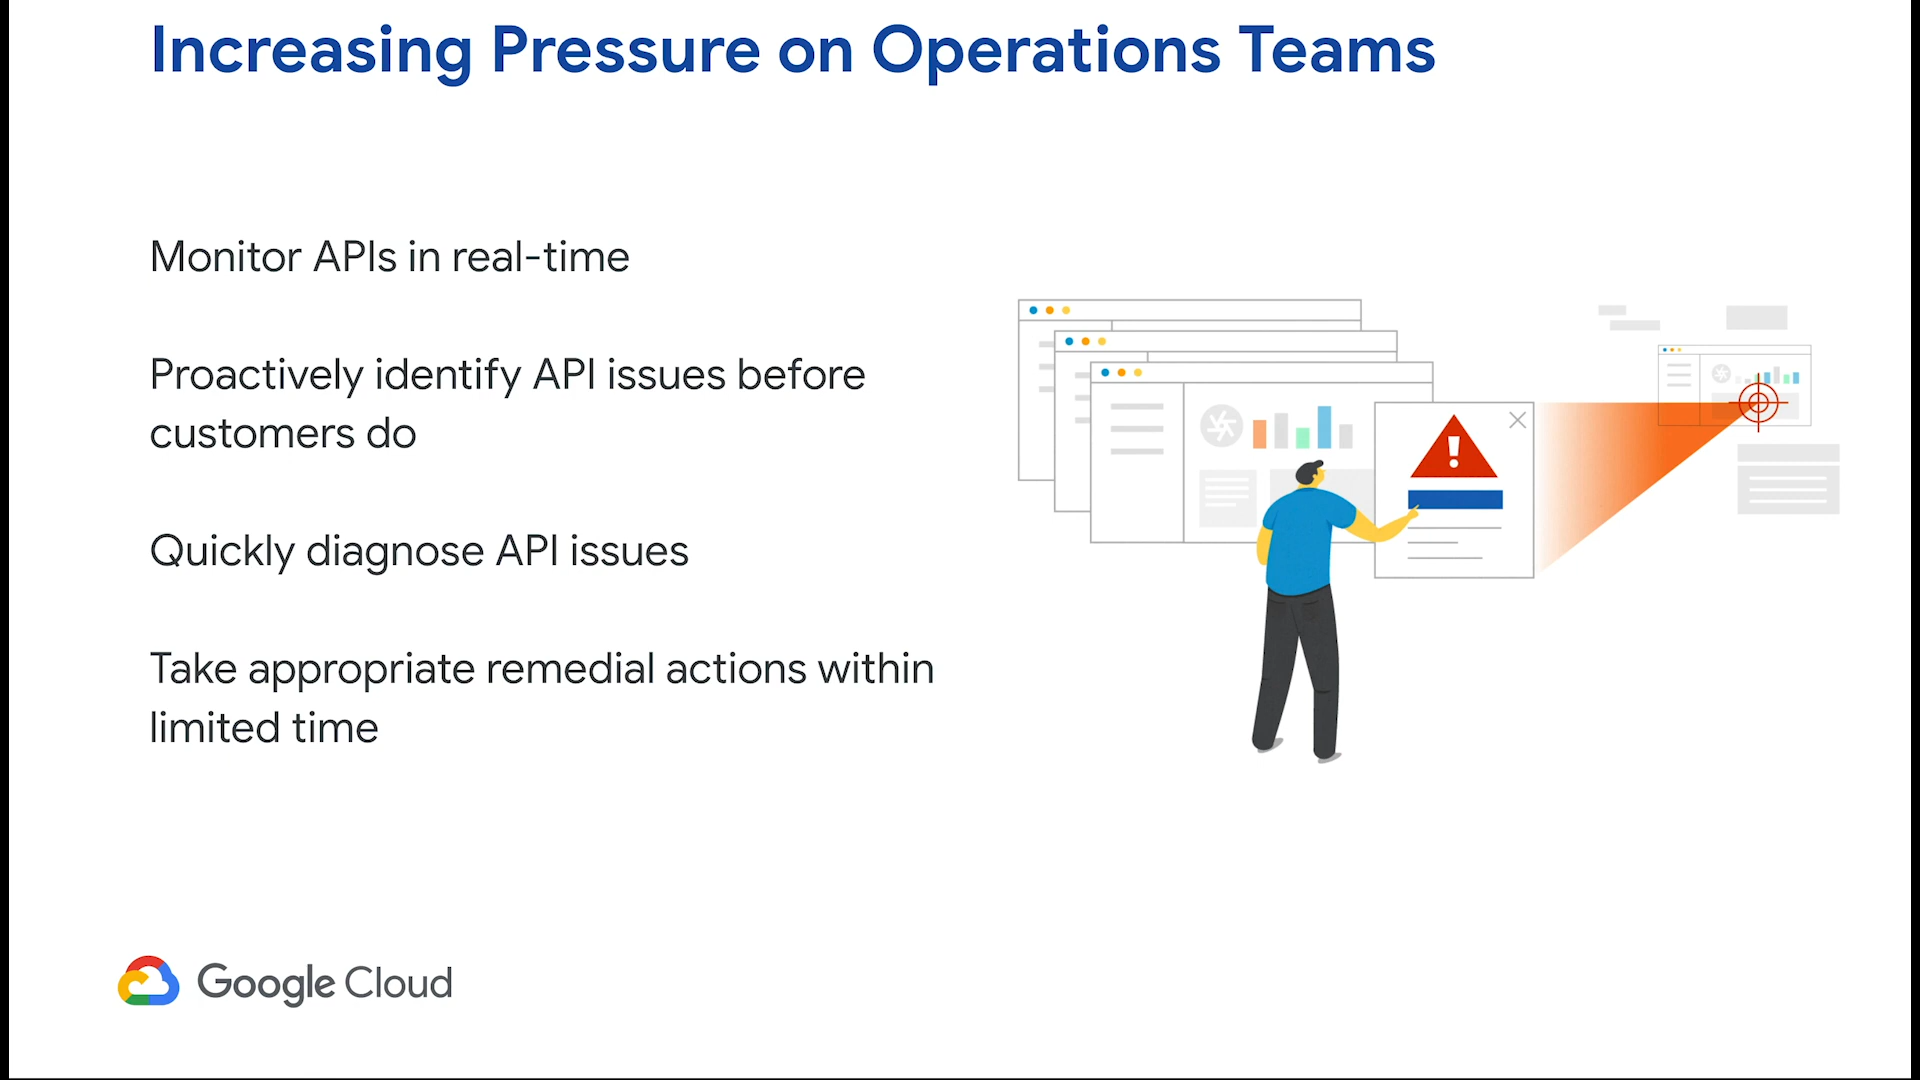 Increasing Pressure on Operations Teams
Monitor APIs in real-time
Proactively identify API issues before
customers do
Quickly diagnose API issues
Take appropriate remedial actions within
limited time
!
Google Cloud